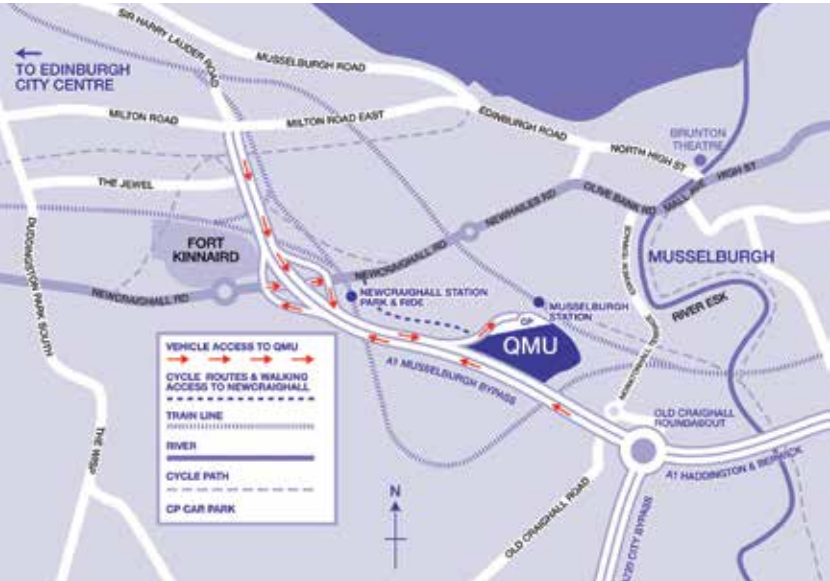 SIR HARRY LAUDER ROAD
MUSSELBURGH ROAD
TO EDINBURGH
CITY CENTRE
MILTON ROAD
MILTON ROAD EAST
EDINBURGH ROAD
BRUNTON
THEATRE
NORTH HIGH ST
THE JEWEL
OLIVE BANK RD
MALL AVE
HIGH ST
NEWHAILES RD
DUDDINGSTON PARK SOUTH
FORT
KINNAIRD
NEWCRAIGHALL RD
MUSSELBURGH
NEWCRAIGHALL RD
NEWCRAIGHALL STATION
PARK & RIDE
MUSSELBURGH
STATION
RIVER ESK
CP
QMU
VEHICLE ACCESS TO QMU
CYCLE ROUTES & WALKING
ACCESS TO NEWCRAIGHALL
TRAIN LINE
RIVER
CYCLE PATH
CP CAR PARK
A1 MUSSELBURGH BYPASS
OLD CRAIGHALL
ROUNDABOUT
THE WISP
N
A1 HADDINGTON & BERWICK
OLD CRAIGHALL ROAD
A720 CITY BYPASS